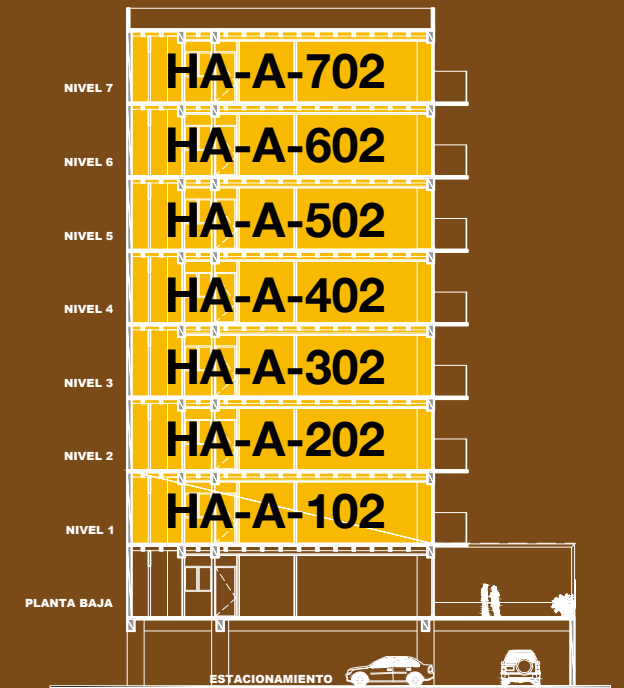 HA-A-702
NIVEL 7
HA-A-602
NIVEL 6
HA-A-502
NIVEL 5
HA-A-402
NIVEL 4
HA-A-302
NIVEL 3
HA-A-202
NIVEL 2
HA-A-102
NIVEL 1
PLANTA BAJA
ESTACIONAMIENTO